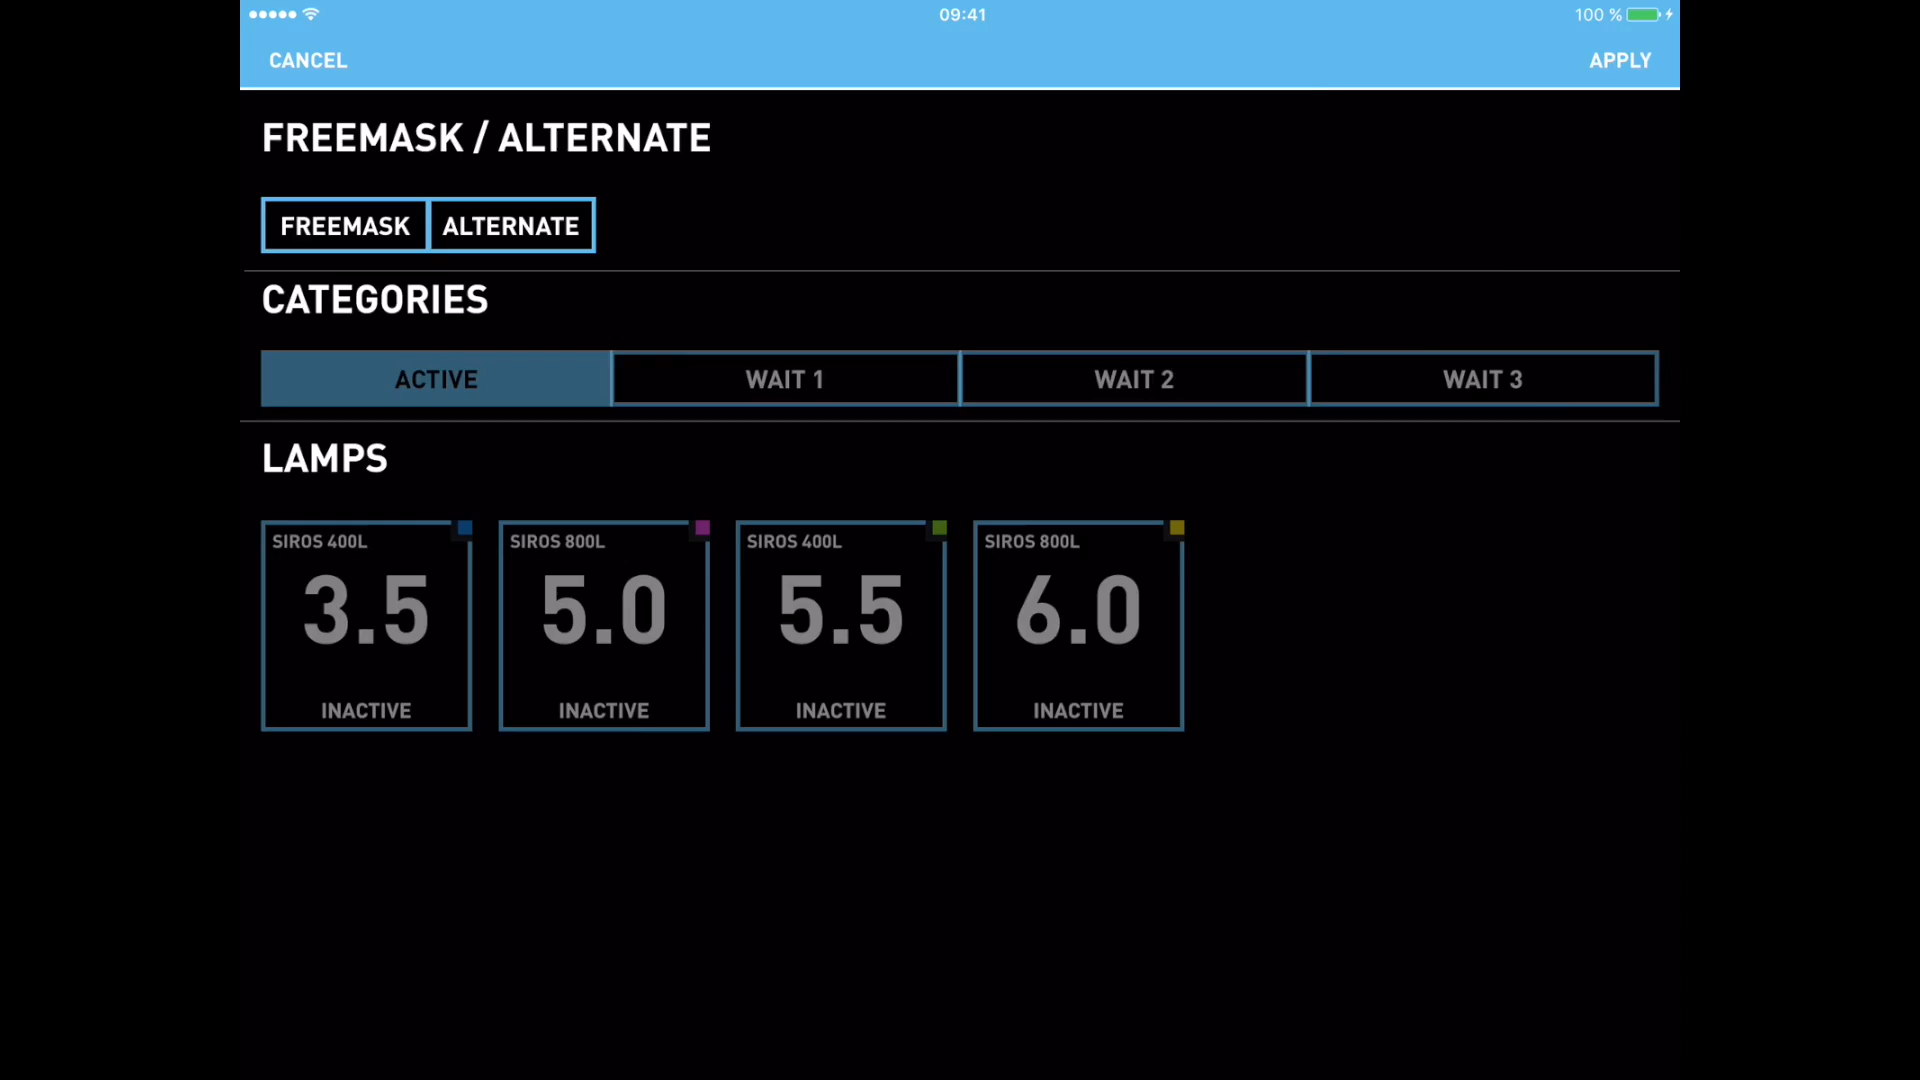 09:41
100 %
CANCEL
APPLY
FREEMASK / ALTERNATE
FREEMASK
ALTERNATE
CATEGORIES
ACTIVE
WAIT 1
WAIT 2
WAIT 3
LAMPS
SIROS 400L
3.5
INACTIVE
SIROS 800L
5.0
INACTIVE
SIROS 400L
5.5
INACTIVE
SIROS 800L
6.0
INACTIVE